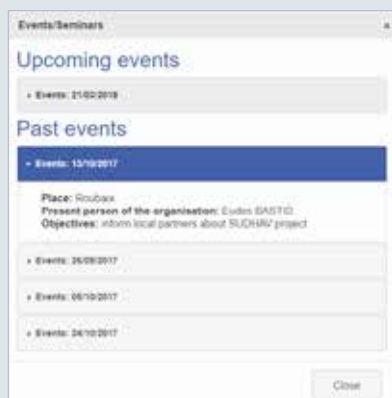 Events/Seminars
Upcoming events
Events: 21/02/2018
Past events
Events: 13/10/2017
Place: Roubaix
Present person of the organisation: Eudes BASTID
Objectives: inform local partners about SUDHAV project
Events: 26/09/2017
Events: 05/10/2017
Events: 24/10/2017
Close